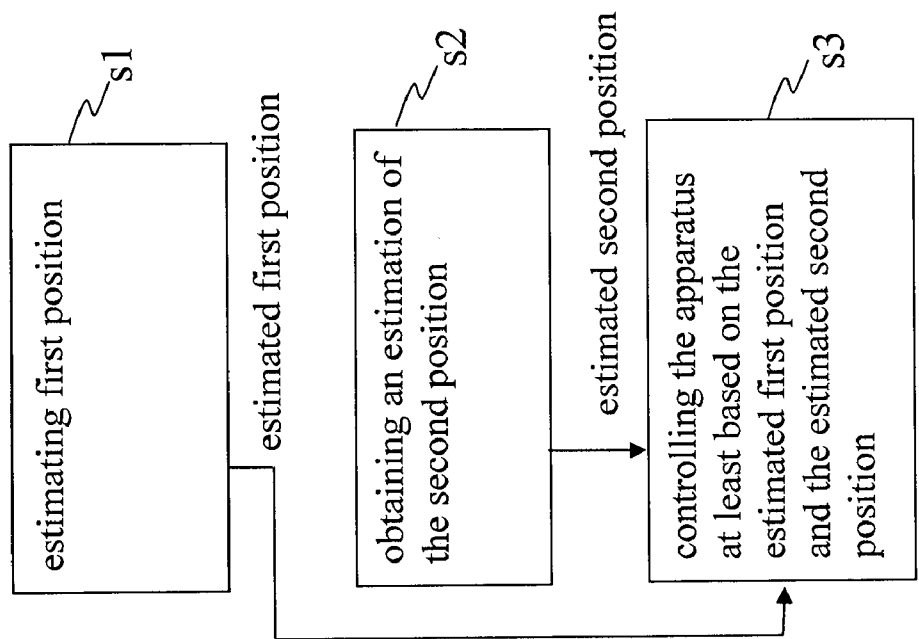 s1
estimating first position
estimated first position
s2
obtaining an estimation of
the second position
estimated second position
s3
controlling the apparatus
at least based on the
estimated first position
and the estimated second
position